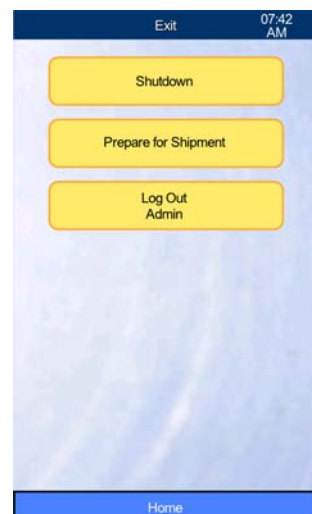 Exit
07:42
AM
Shutdown
Prepare for Shipment
Log Out
Admin
Home